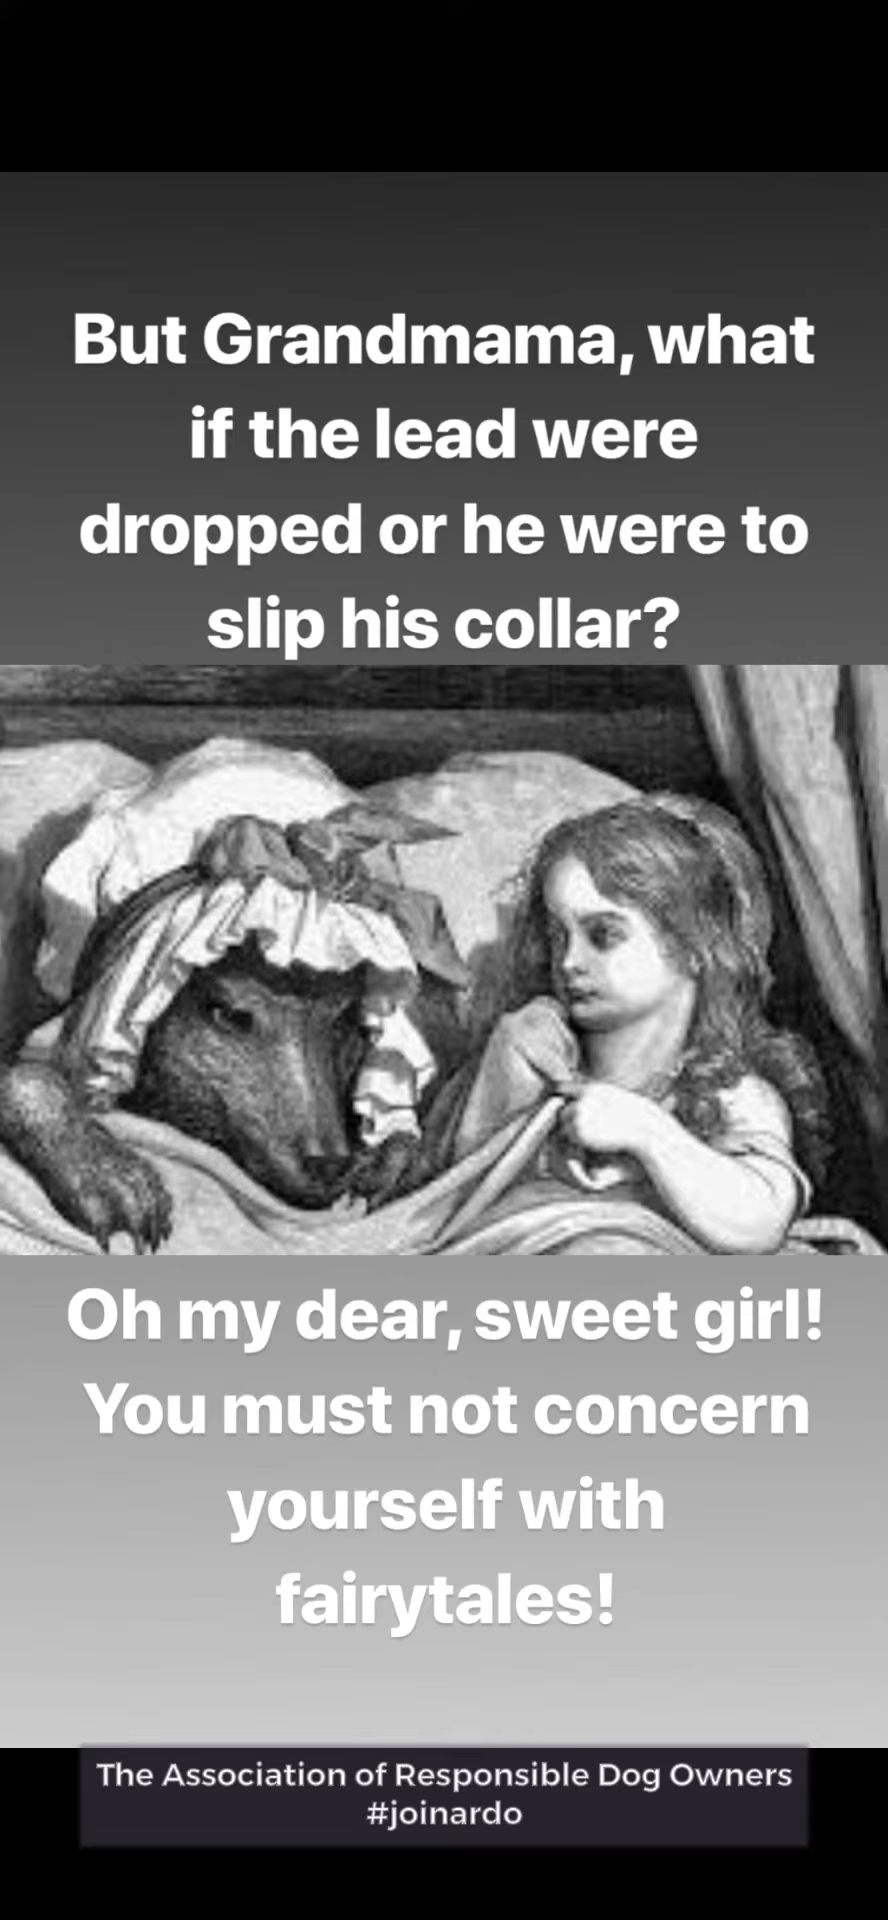 But Grandmama, what
if the lead were
dropped or he were to
slip his collar?
Oh my dear, sweet girl!
You must not concern
yourself with
fairytales!
The Association of Responsible Dog Owners
#joinardo